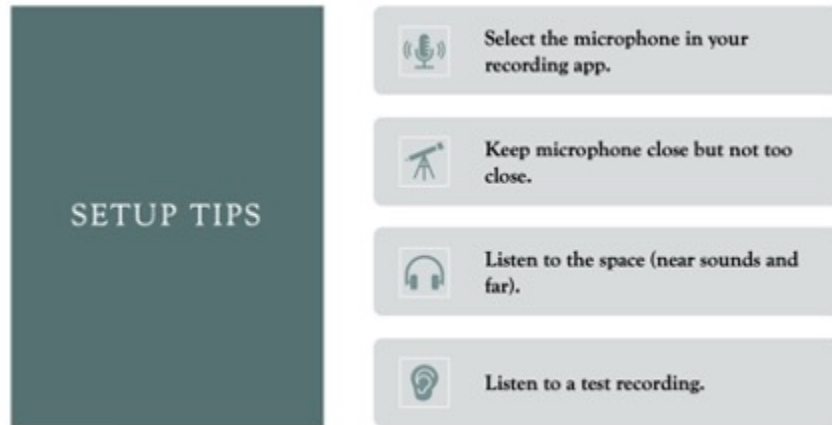 SETUP TIPS
Select the microphone in your
recording app.
Keep microphone close but not too
close.
Listen to the space (near sounds and
far).
Listen to a test recording.